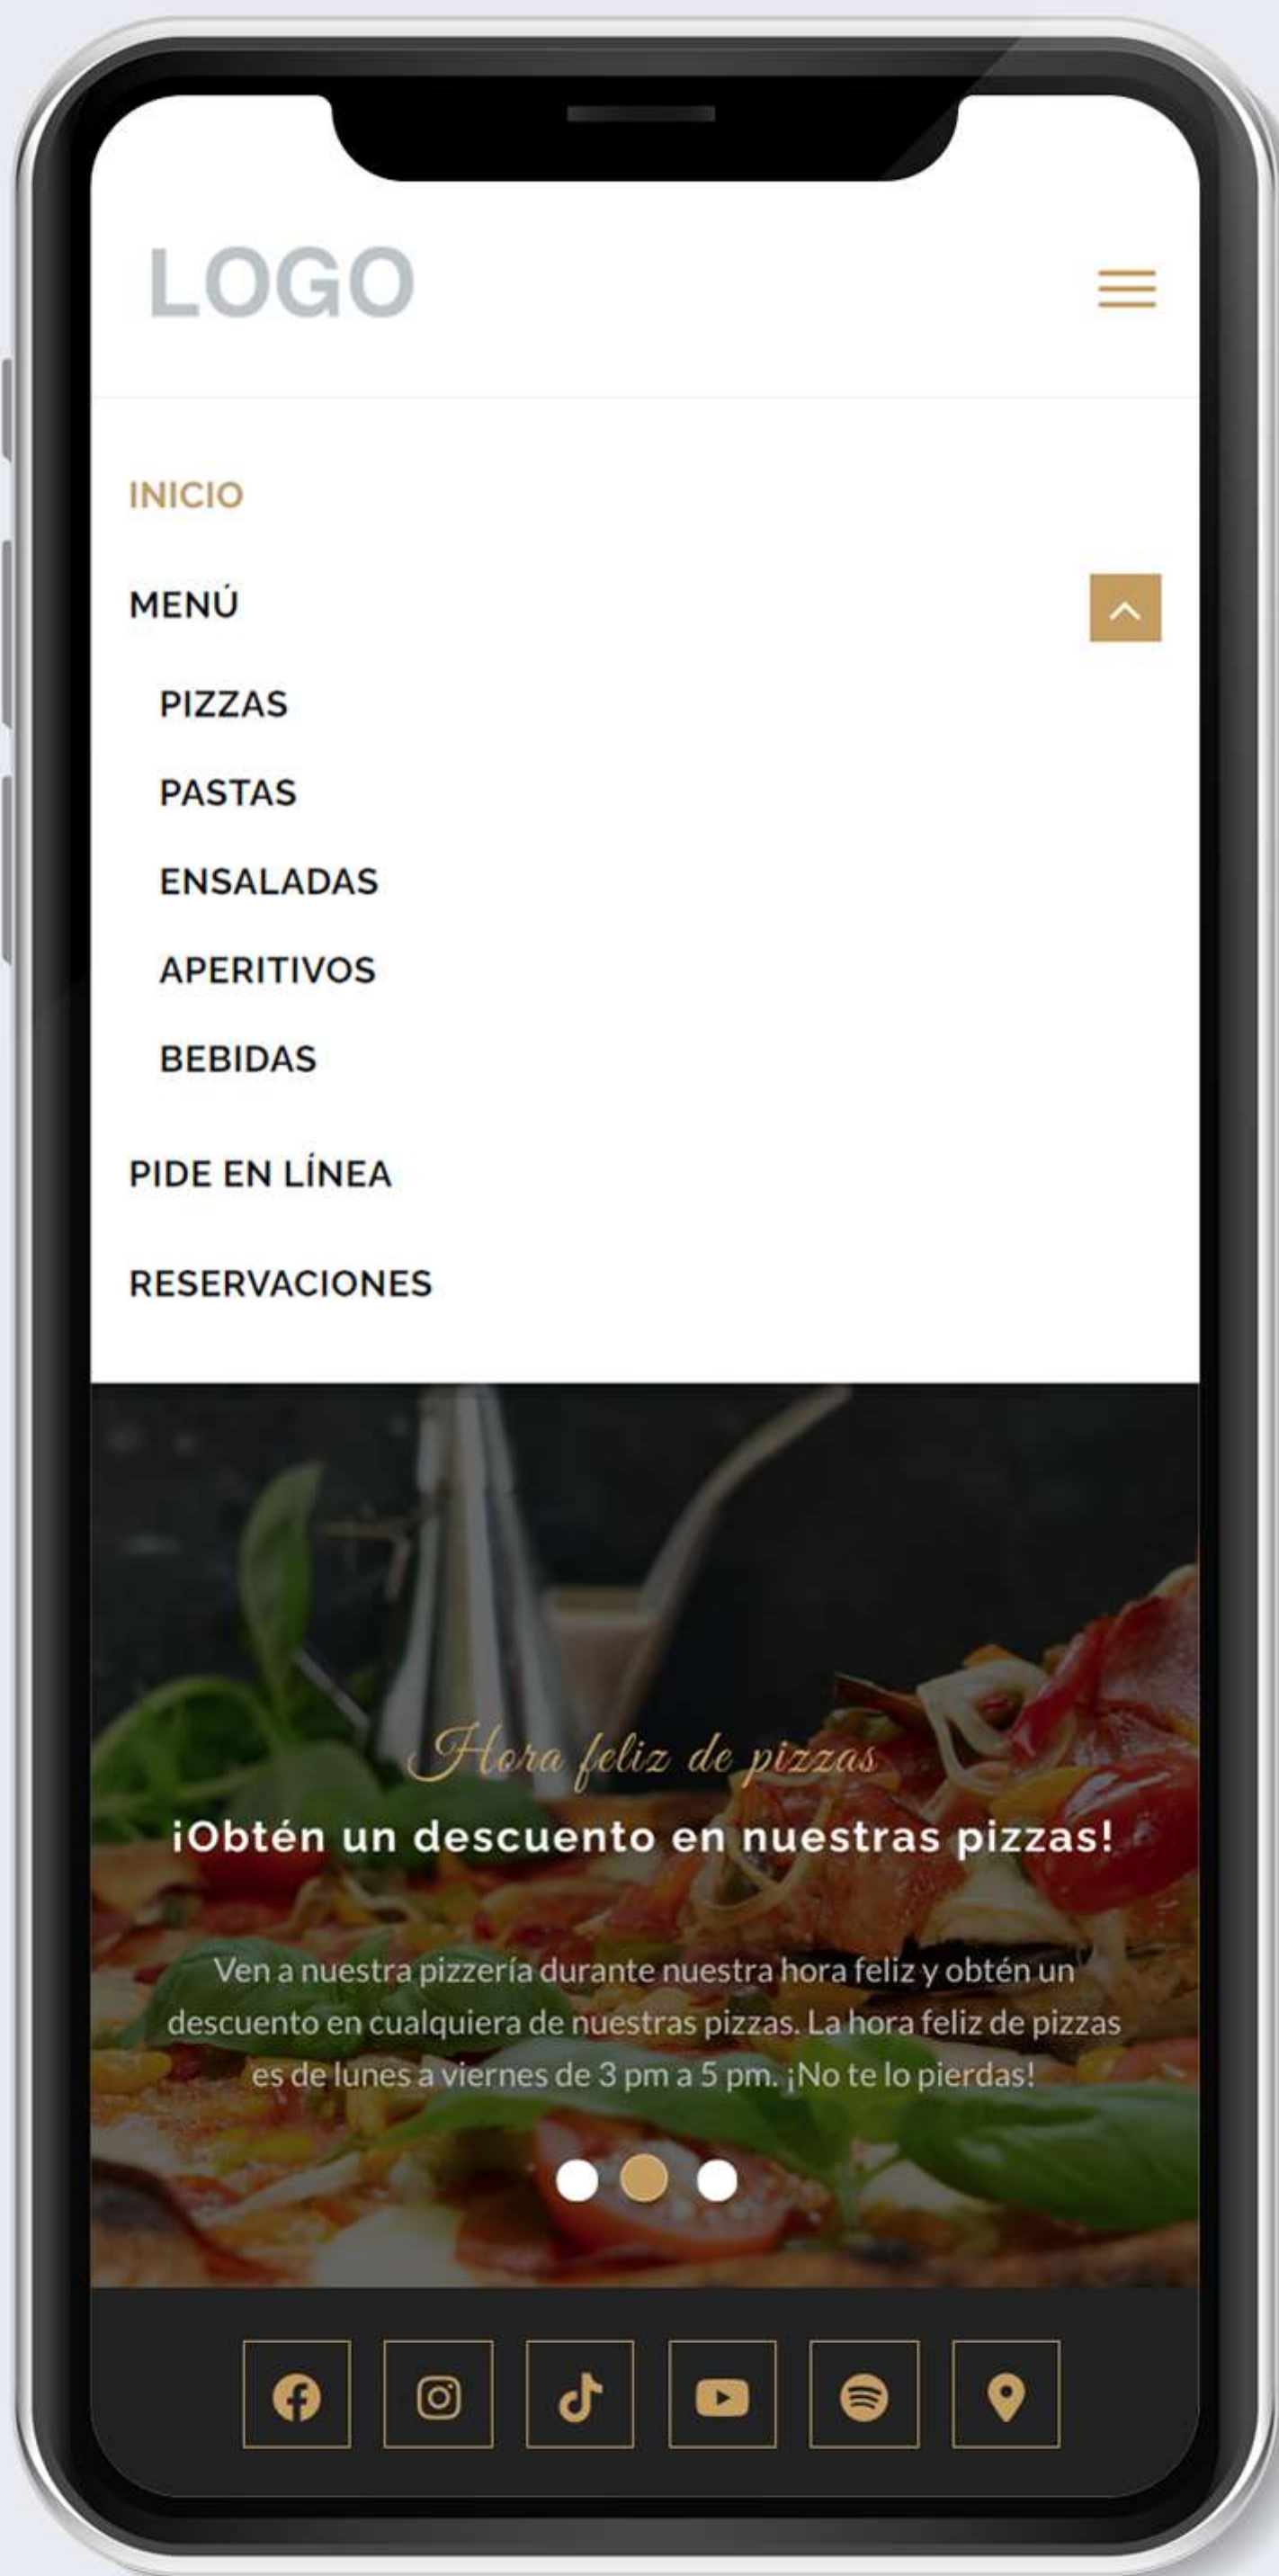 LOGO
INICIO
MENÚ
PIZZAS
PASTAS
ENSALADAS
APERITIVOS
BEBIDAS
PIDE EN LÍNEA
RESERVACIONES
Hora feliz de pizzas
¡Obtén un descuento en nuestras pizzas!
Ven a nuestra pizzería durante nuestra hora feliz y obtén un
descuento en cualquiera de nuestras pizzas. La hora feliz de pizzas
es de lunes a viernes de 3 pm a 5 pm. ¡No te lo pierdas!